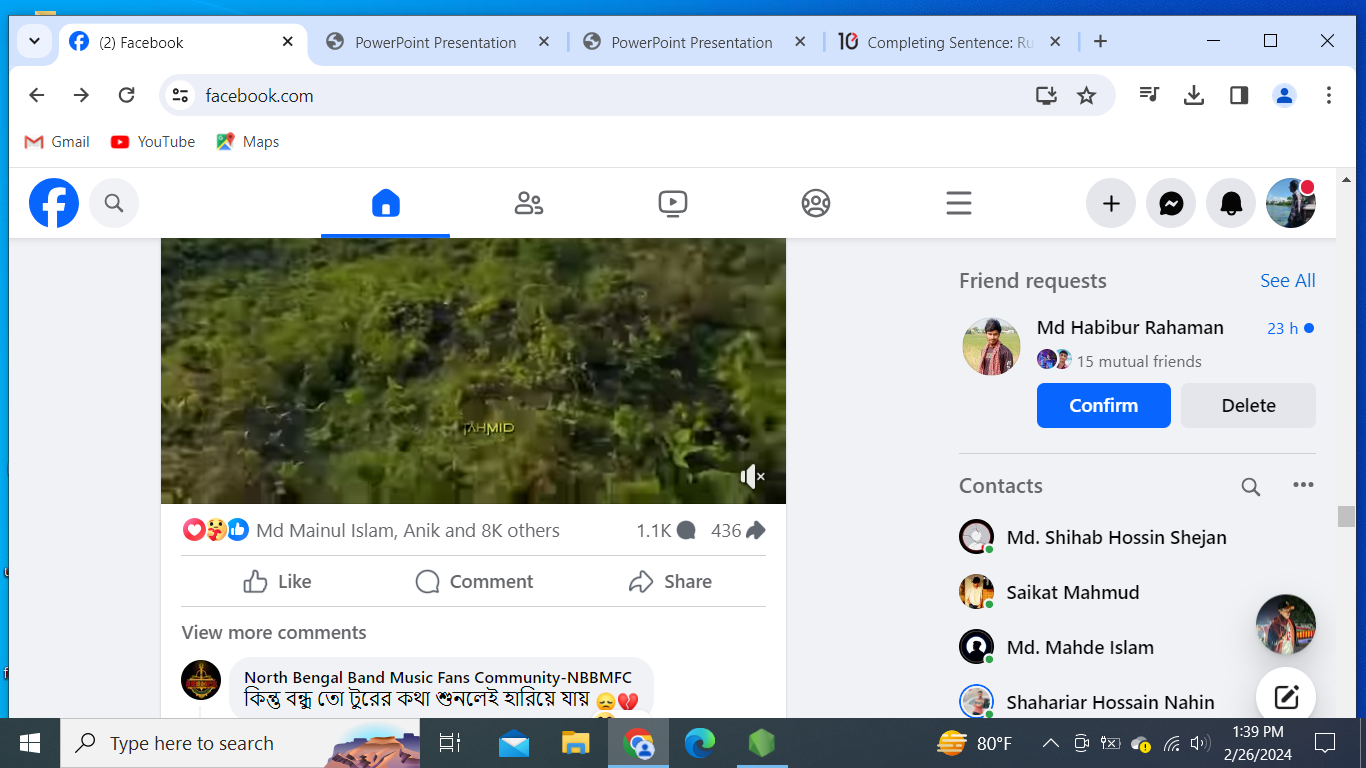 (2) Facebook
PowerPoint Presentation
PowerPoint Presentation
Completing Sentence: Ru
facebook.com
Gmail
YouTube
Maps
TAHMID
Md Mainul Islam, Anik and 8K others
1.1K
436
Like
Comment
Share
View more comments
North Bengal Band Music Fans Community-NBBMFC
কিন্তু বন্ধু তো টুরের কথা শুনলেই হারিয়ে যায় 😞💔
Friend requests
See All
Md Habibur Rahaman
23 h
15 mutual friends
Confirm
Delete
Contacts
Md. Shihab Hossin Shejan
Saikat Mahmud
Md. Mahde Islam
Shahariar Hossain Nahin
Type here to search
80°F
1:39 PM
2/26/2024